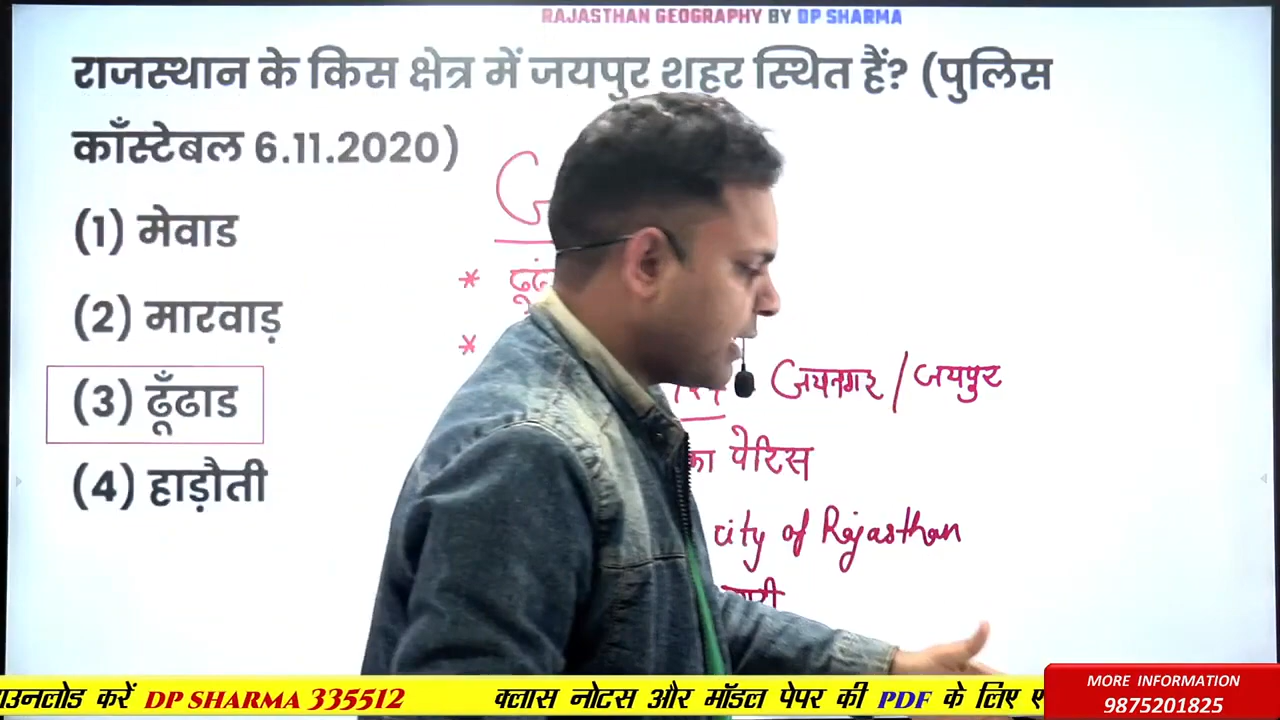 RAJASTHAN GEOGRAPHY BY DP SHARMA
राजस्थान के किस क्षेत्र में जयपुर शहर स्थित हैं? (पुलिस
काँस्टेबल 6.11.2020)
(1) मेवाड
(2) मारवाड़
(3) ढूँढाड
(4) हाड़ौती
*
*
जयनगर / जयपुर
का पेरिस
city of Rajasthan
करें DP SHARMA 335512 क्लास नोटस और मॉडल पेपर की PDF के लिए
MORE INFORMATION
9875201825